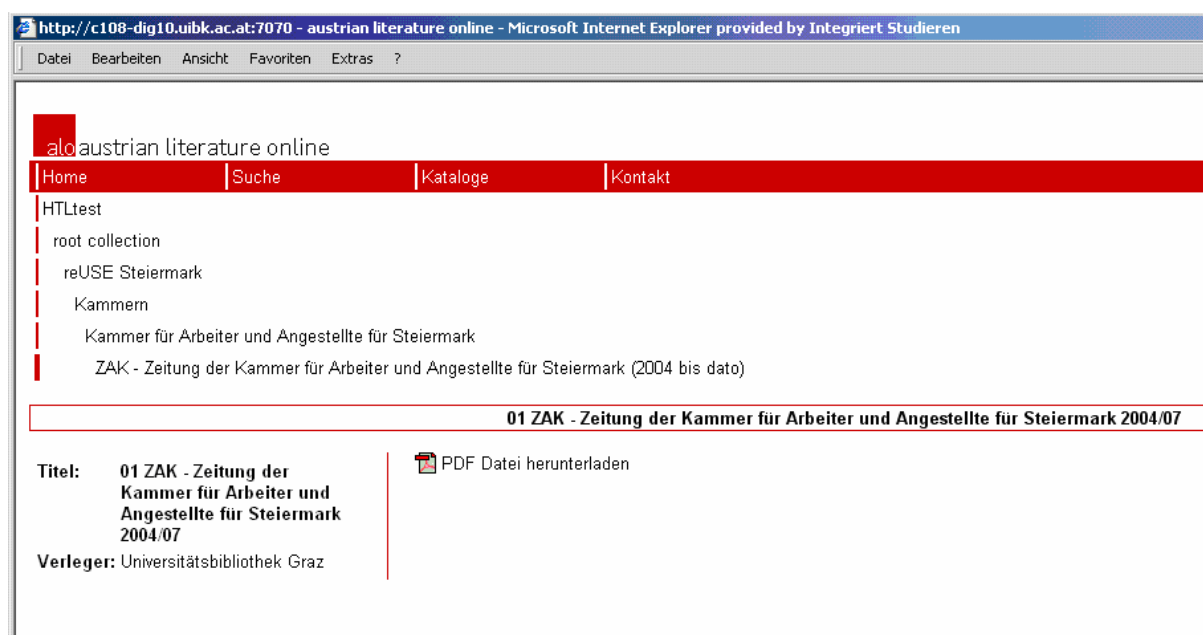 http://c108-dig10.uibk.ac.at:7070 - austrian literature online - Microsoft Internet Explorer provided by Integriert Studieren
Datei Bearbeiten Ansicht Favoriten Extras ?
alo austrian literature online
Home Suche Kataloge Kontakt
HTLtest
root collection
reUSE Steiermark
Kammern
Kammer für Arbeiter und Angestellte für Steiermark
ZAK - Zeitung der Kammer für Arbeiter und Angestellte für Steiermark (2004 bis dato)
01 ZAK - Zeitung der Kammer für Arbeiter und Angestellte für Steiermark 2004/07
Titel: 01 ZAK - Zeitung der
Kammer für Arbeiter und
Angestellte für Steiermark
2004/07
Verleger: Universitätsbibliothek Graz
PDF Datei herunterladen